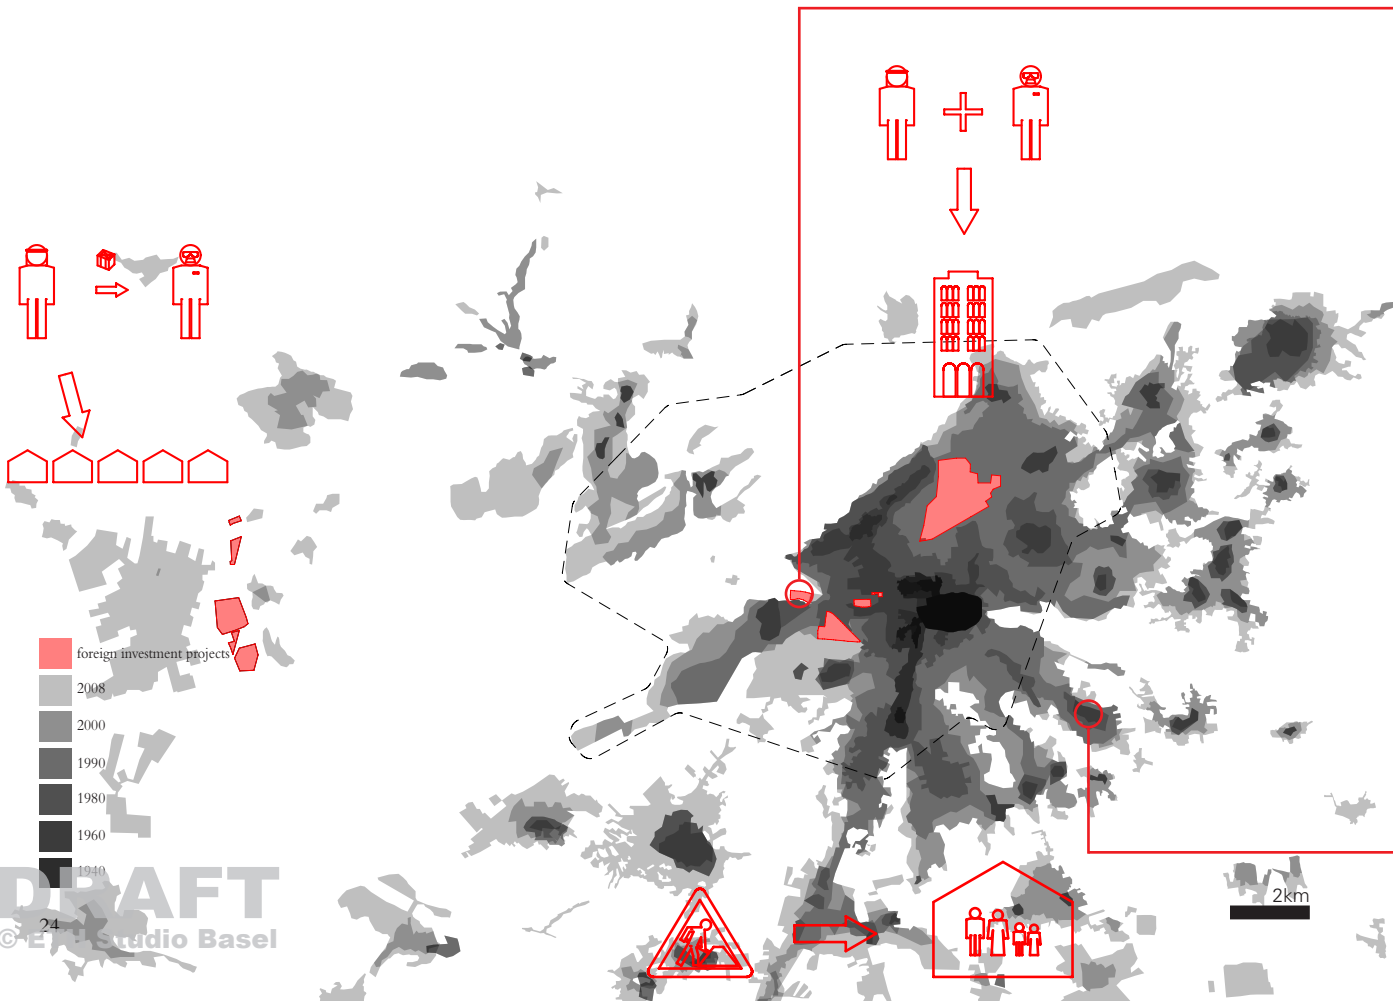 foreign investment projects
2008
2000
1990
1980
1960
1940
DRAFT
24
© ETH Studio Basel
2km